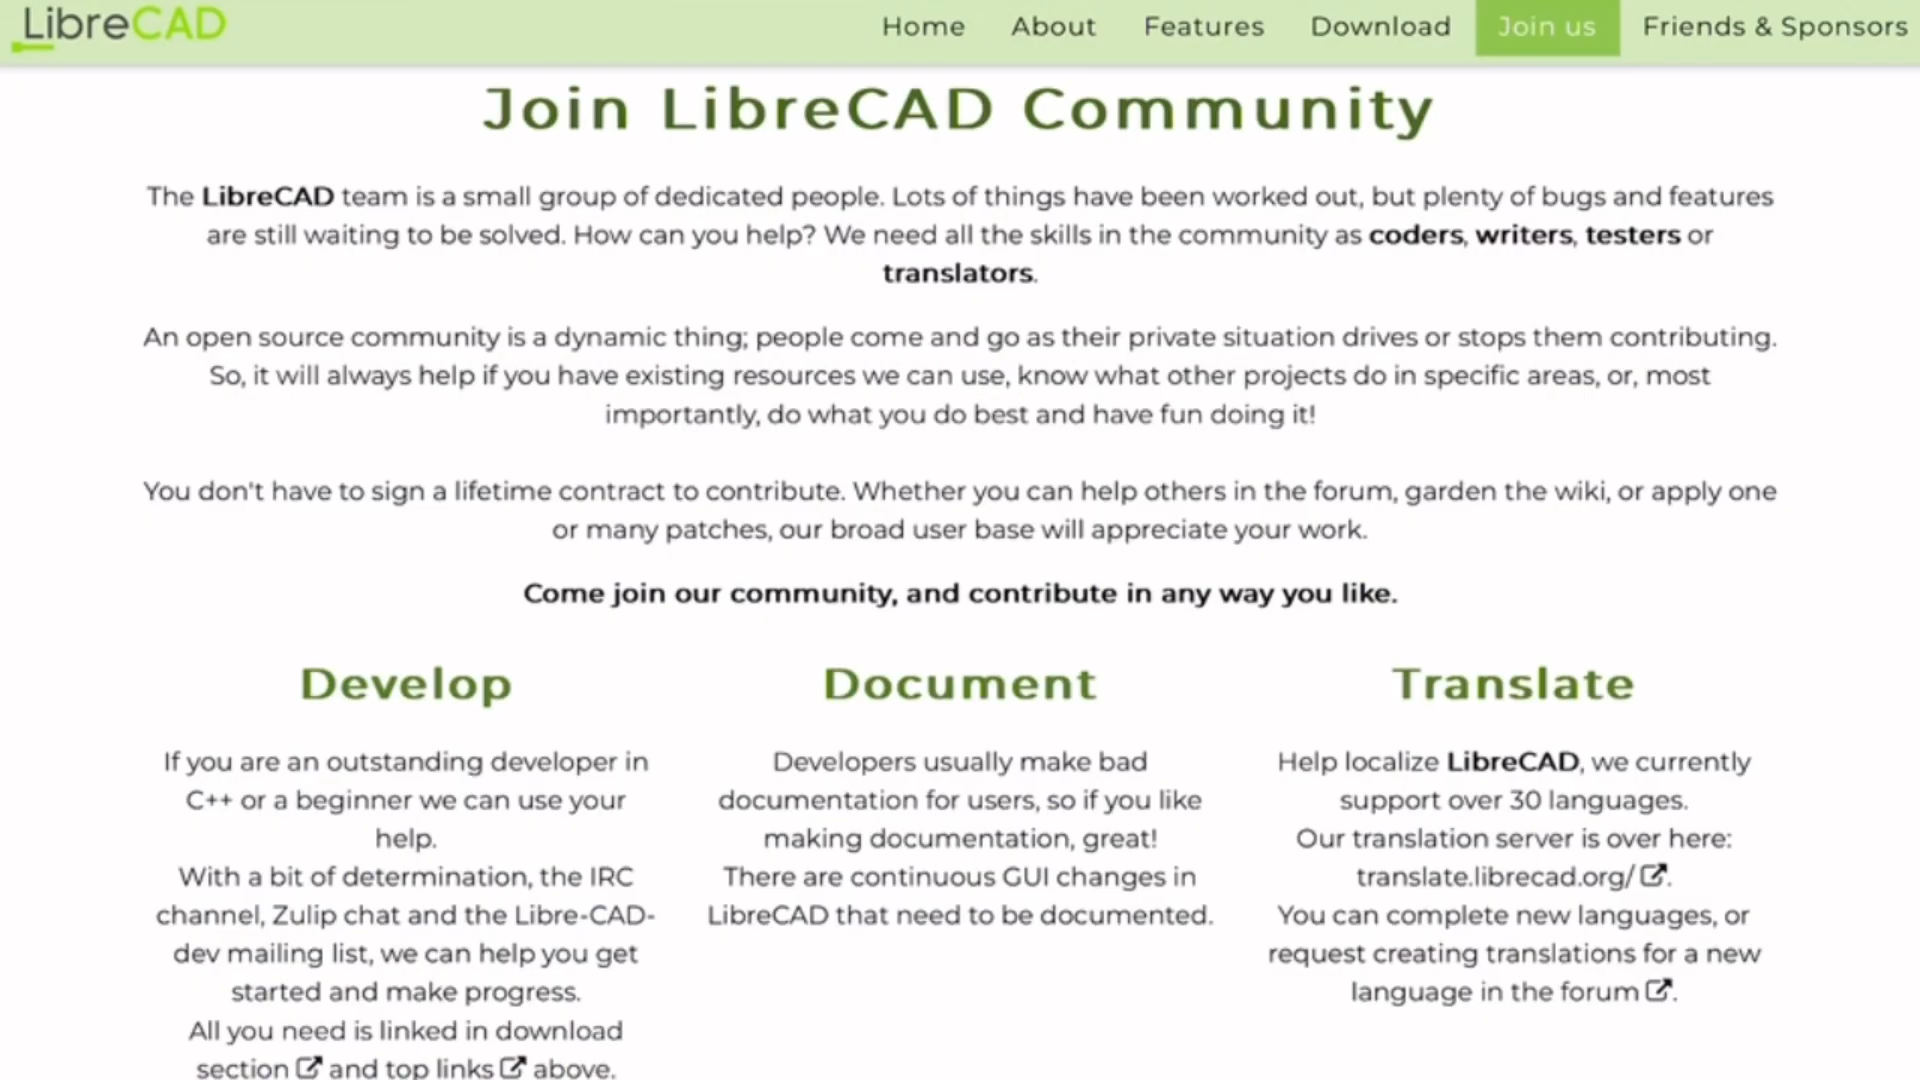 LibreCAD
Home About Features Download Join us Friends & Sponsors
Join LibreCAD Community
The LibreCAD team is a small group of dedicated people. Lots of things have been worked out, but plenty of bugs and features
are still waiting to be solved. How can you help? We need all the skills in the community as coders, writers, testers or
translators.
An open source community is a dynamic thing; people come and go as their private situation drives or stops them contributing.
So, it will always help if you have existing resources we can use, know what other projects do in specific areas, or, most
importantly, do what you do best and have fun doing it!
You don't have to sign a lifetime contract to contribute. Whether you can help others in the forum, garden the wiki, or apply one
or many patches, our broad user base will appreciate your work.
Come join our community, and contribute in any way you like.
Develop
If you are an outstanding developer in
C++ or a beginner we can use your
help.
With a bit of determination, the IRC
channel, Zulip chat and the Libre-CAD-
dev mailing list, we can help you get
started and make progress.
All you need is linked in download
section and top links above.
Document
Developers usually make bad
documentation for users, so if you like
making documentation, great!
There are continuous GUI changes in
LibreCAD that need to be documented.
Translate
Help localize LibreCAD, we currently
support over 30 languages.
Our translation server is over here:
translate.librecad.org/.
You can complete new languages, or
request creating translations for a new
language in the forum.